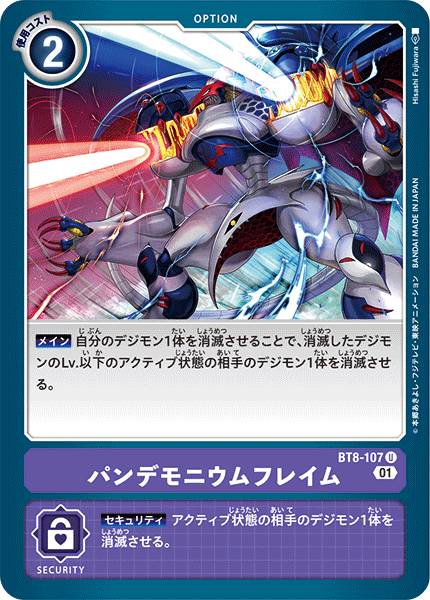 OPTION
使用コスト
2
Hisashi Fujiwara
©本郷あきよし・フジテレビ・東映アニメーション BANDAI MADE IN JAPAN
メイン 自分のデジモン1体を消滅させることで、消滅したデジモ
ンのLv.以下のアクティブ状態の相手のデジモン1体を消滅させ
る。
BT8-107 U
パンデモニウムフレイム
01
セキュリティ アクティブ状態の相手のデジモン1体を
消滅させる。
SECURITY